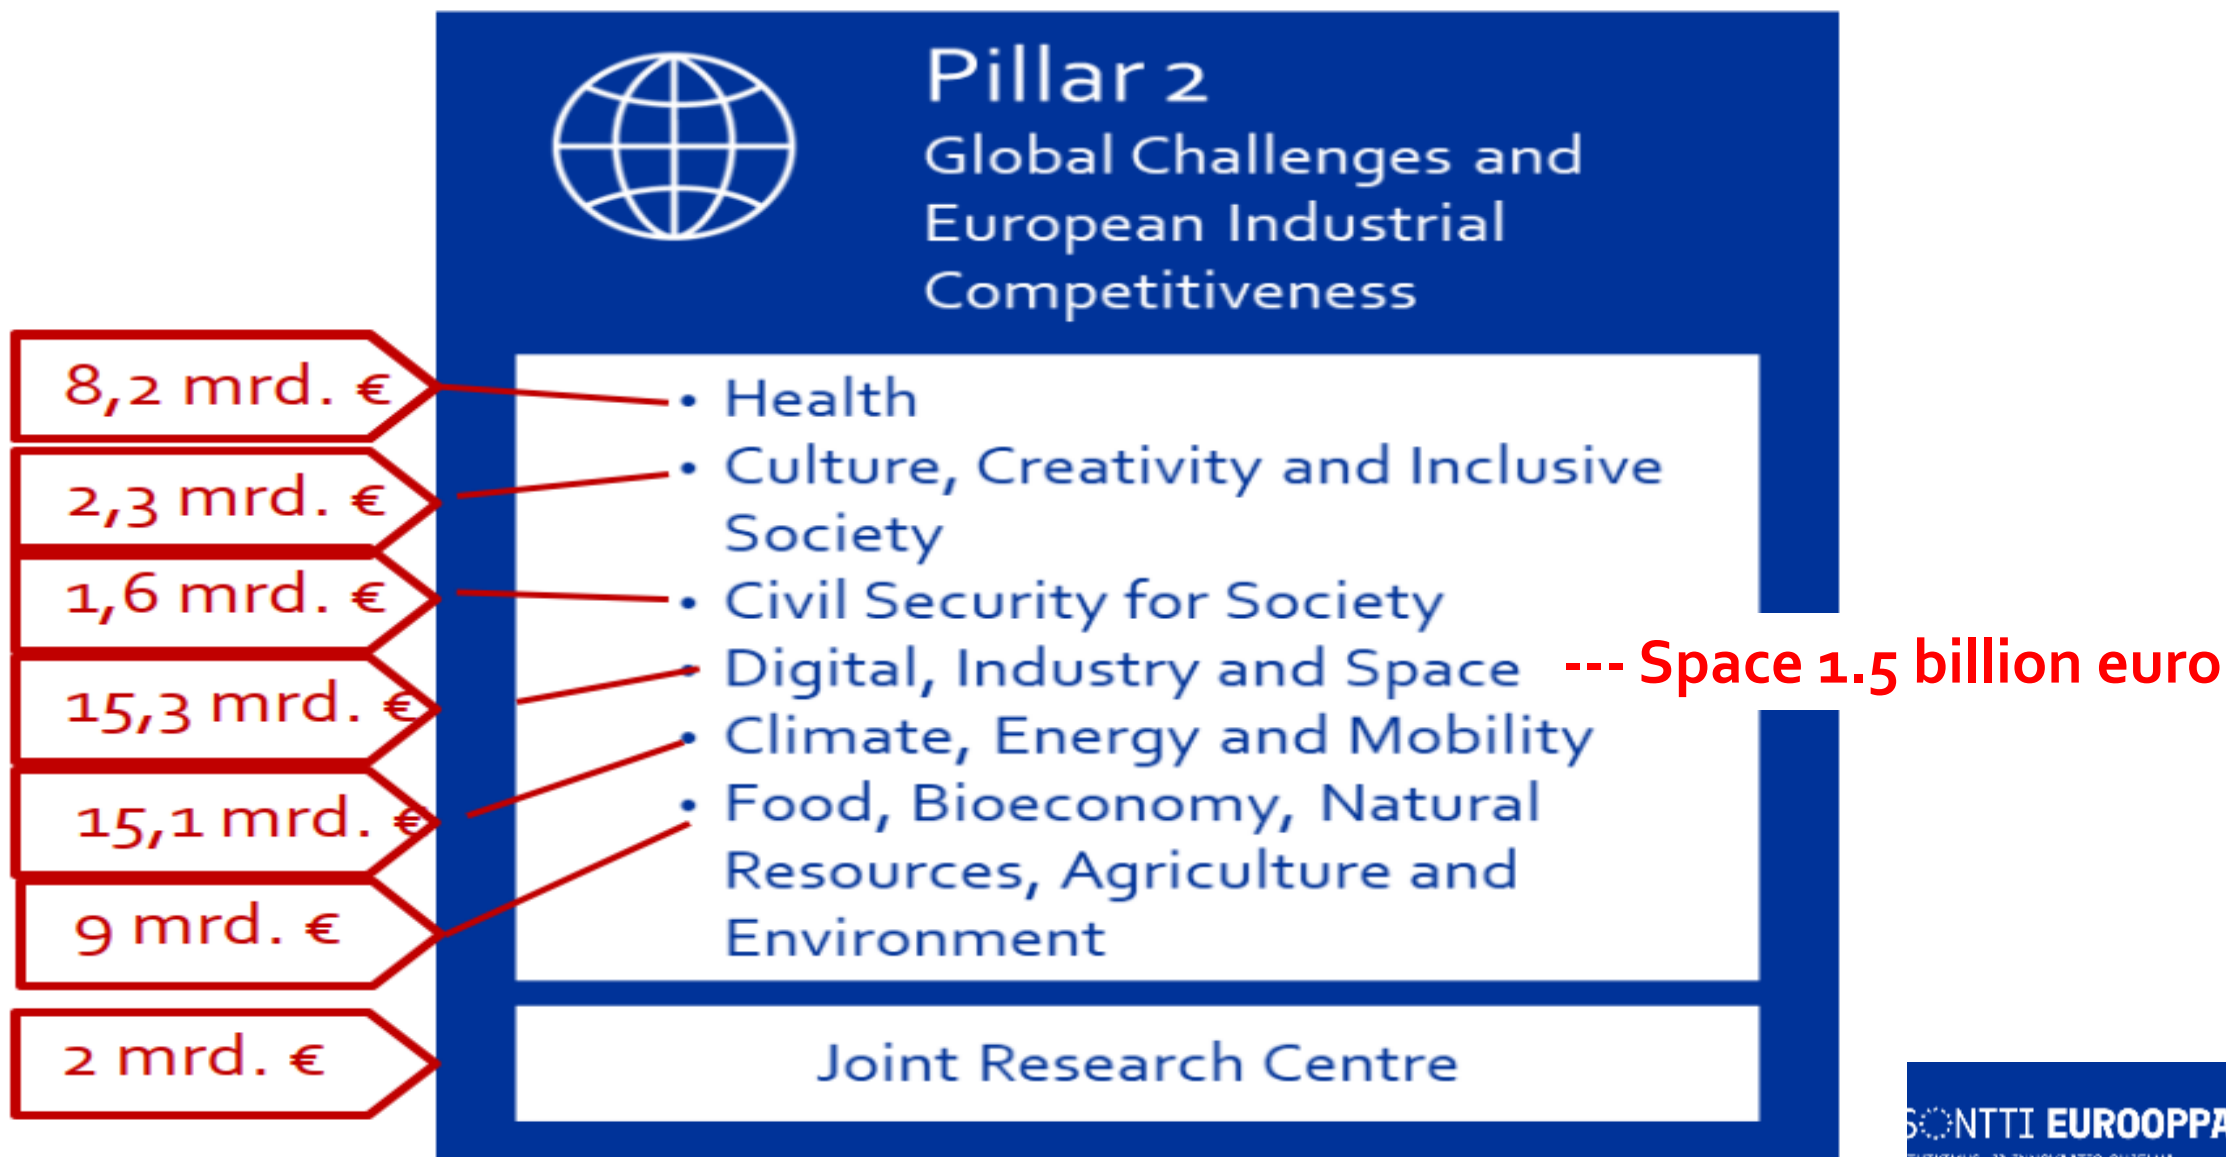 Pillar 2
Global Challenges and
European Industrial
Competitiveness
8,2 mrd. €
2,3 mrd. €
1,6 mrd. €
15,3 mrd. €
15,1 mrd. €
9 mrd. €
2 mrd. €
• Health
• Culture, Creativity and Inclusive
Society
• Civil Security for Society
• Digital, Industry and Space --- Space 1.5 billion euro
• Climate, Energy and Mobility
• Food, Bioeconomy, Natural
Resources, Agriculture and
Environment
Joint Research Centre
EUROOPPA